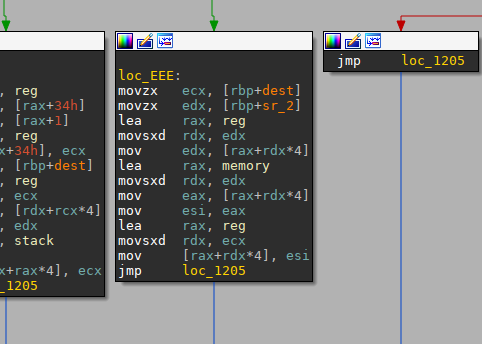 , reg
, [rax+34h]
, [rax+1]
, reg
x+34h], ecx
, [rbp+dest]
, reg
, ecx
, [rdx+rcx*4]
, edx
, stack
x+rax*4], ecx
_1205
loc_EEE:
movzx ecx, [rbp+dest]
movzx edx, [rbp+sr_2]
lea rax, reg
movsxd rdx, edx
mov edx, [rax+rdx*4]
lea rax, memory
movsxd rdx, edx
mov eax, [rax+rdx*4]
mov esi, eax
lea rax, reg
movsxd rdx, ecx
mov [rax+rdx*4], esi
jmp loc_1205
jmp loc_1205